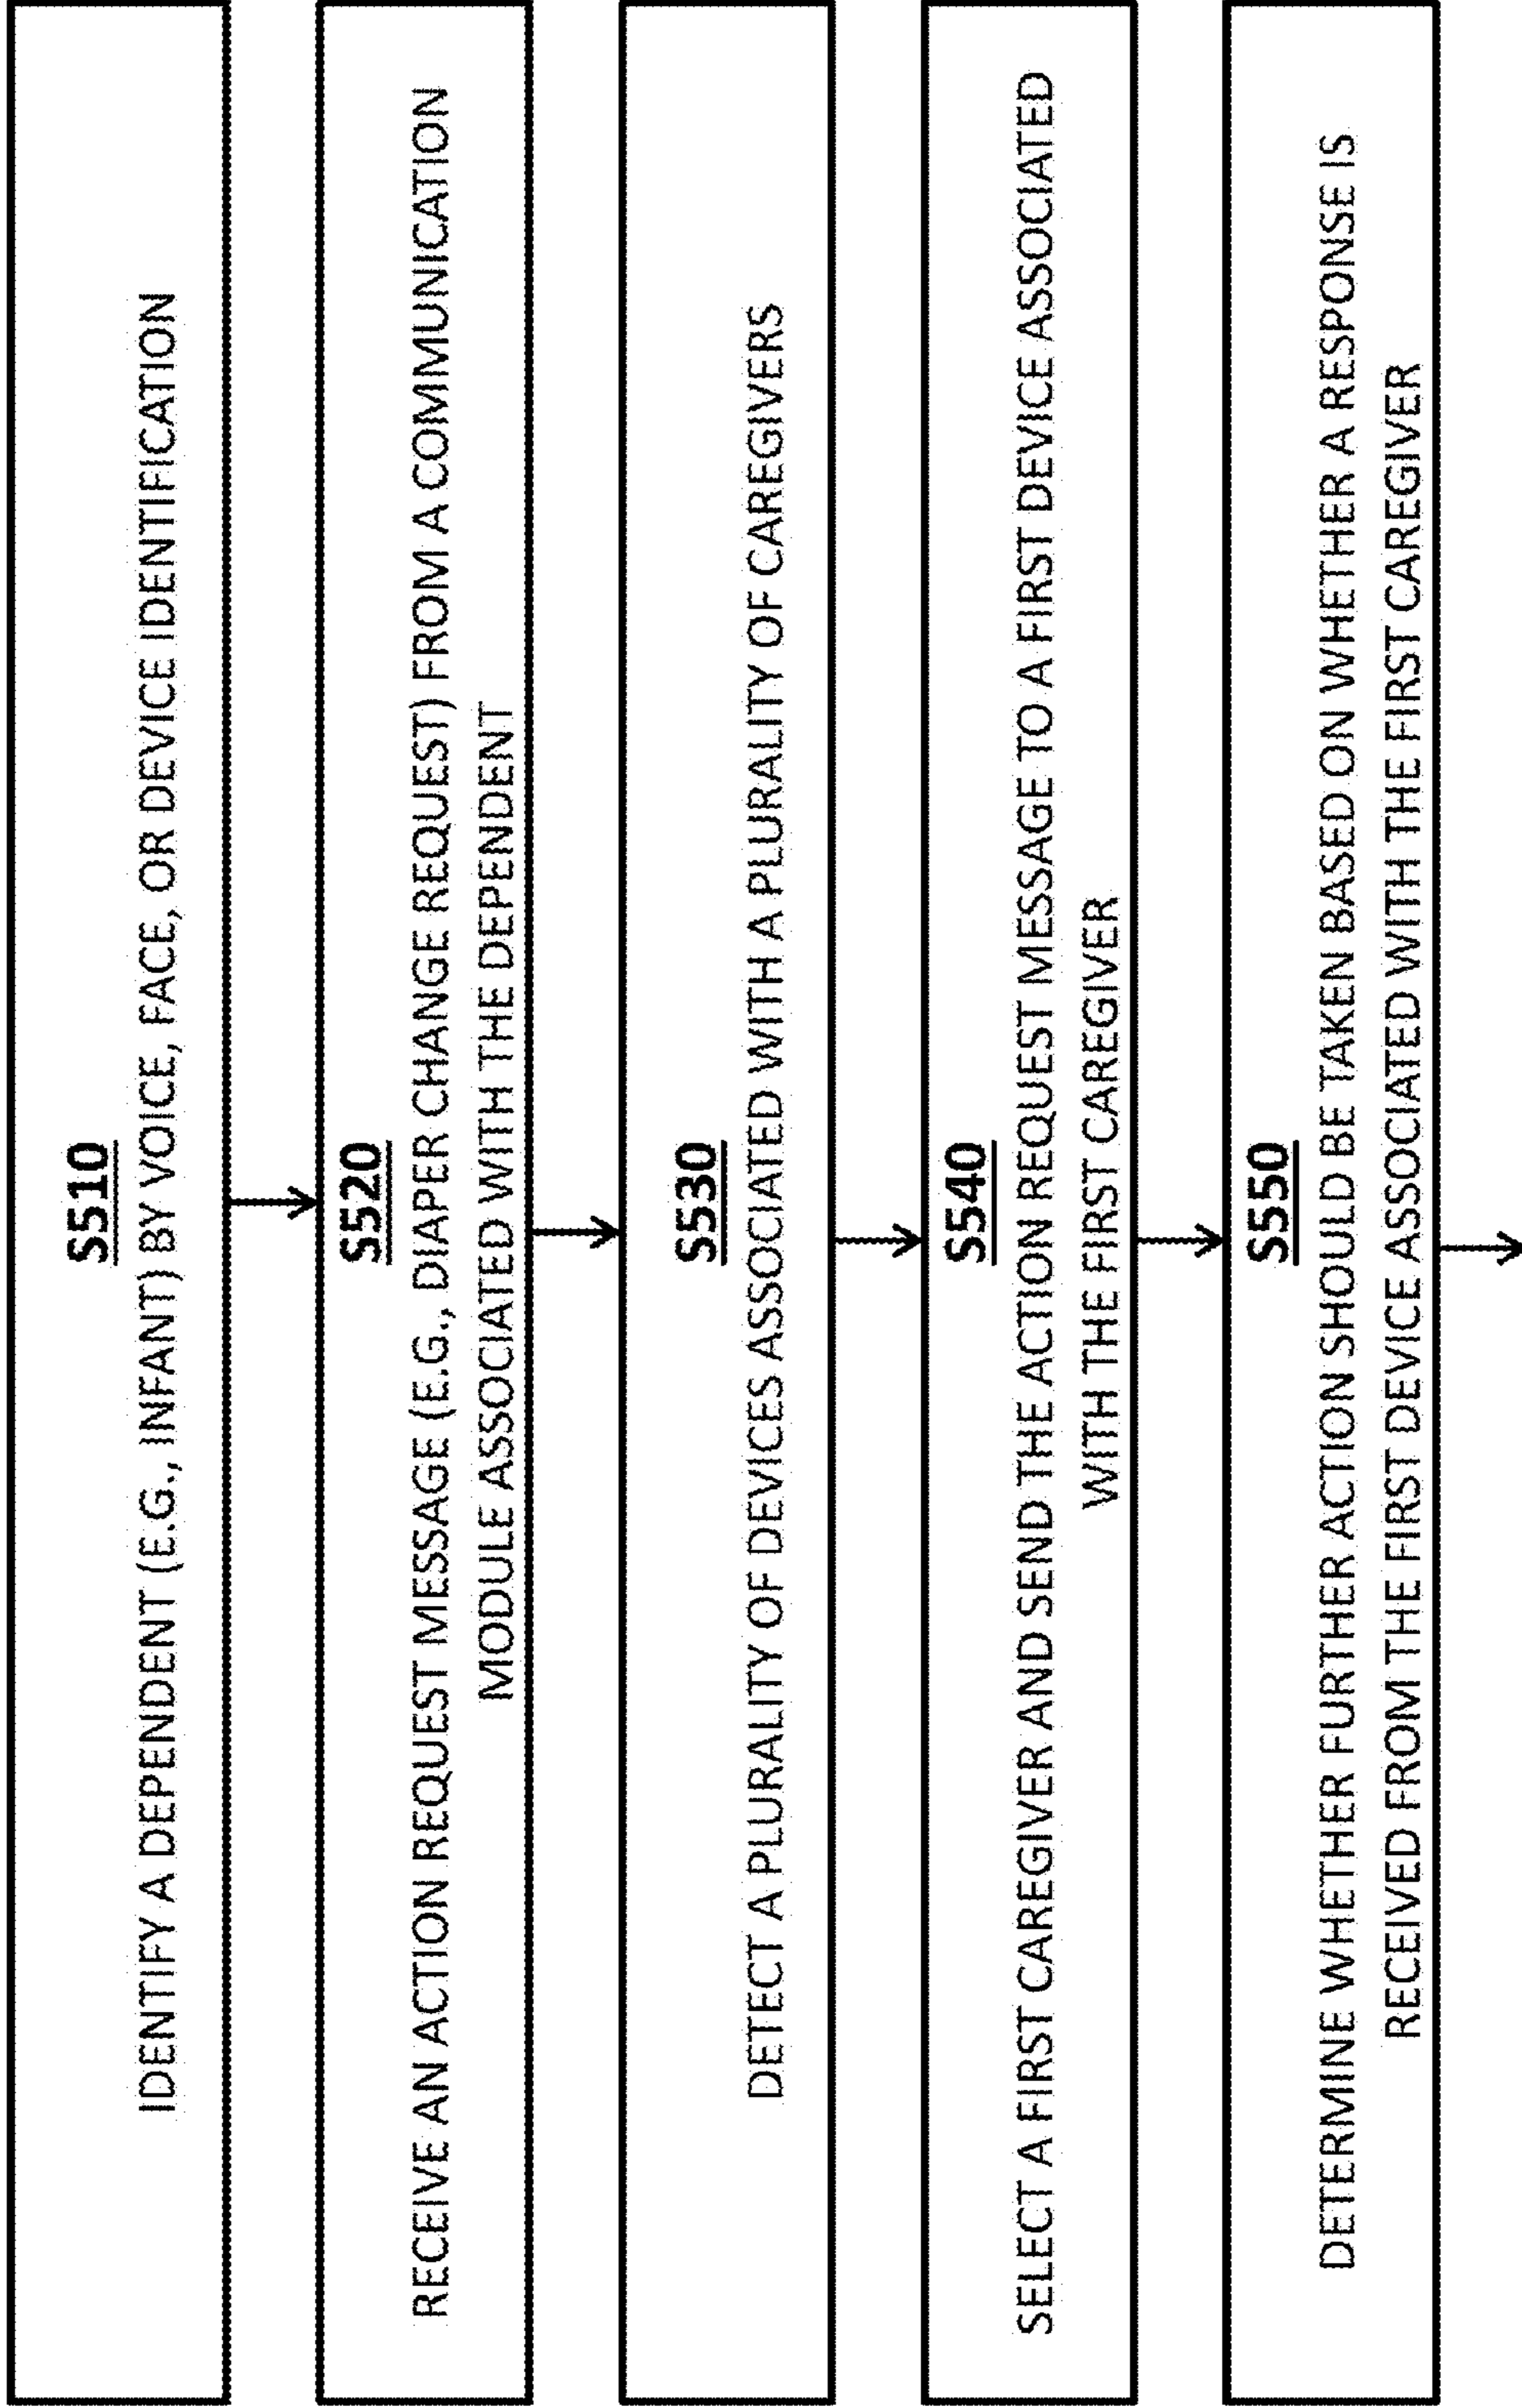 S510
IDENTIFY A DEPENDENT (E.G., INFANT) BY VOICE, FACE, OR DEVICE IDENTIFICATION
S520
RECEIVE AN ACTION REQUEST MESSAGE (E.G., DIAPER CHANGE REQUEST) FROM A COMMUNICATION
MODULE ASSOCIATED WITH THE DEPENDENT
S530
DETECT A PLURALITY OF DEVICES ASSOCIATED WITH A PLURALITY OF CAREGIVERS
S540
SELECT A FIRST CAREGIVER AND SEND THE ACTION REQUEST MESSAGE TO A FIRST DEVICE ASSOCIATED
WITH THE FIRST CAREGIVER
S550
DETERMINE WHETHER FURTHER ACTION SHOULD BE TAKEN BASED ON WHETHER A RESPONSE IS
RECEIVED FROM THE FIRST DEVICE ASSOCIATED WITH THE FIRST CAREGIVER